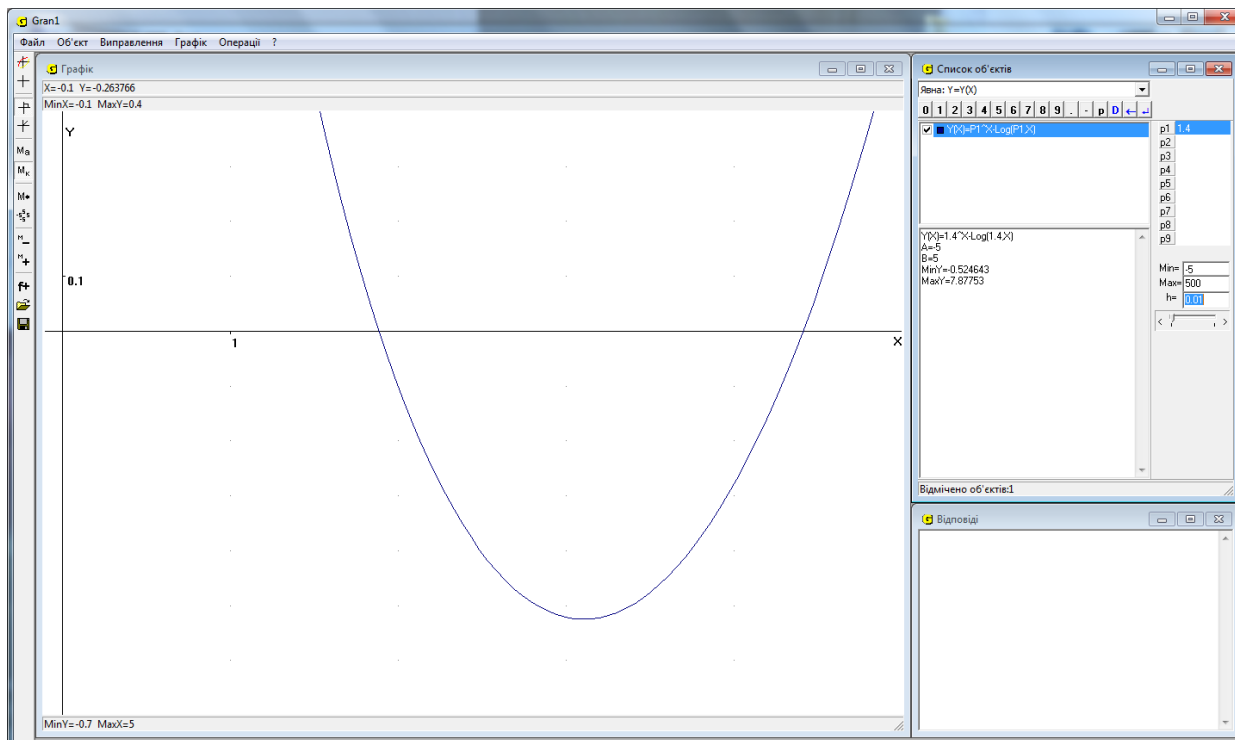 Gran1
Файл Об'єкт Виправлення Графік Операції ?
Графік
X=-0.1 Y=-0.263766
MinX=-0.1 MaxY=0.4
Y
0.1
1
X
MinY=-0.7 MaxX=5
Ma
Mк
M•
M
M
f+
Список об'єктів
Явна: Y=Y(X)
0 1 2 3 4 5 6 7 8 9 . - p D ← ↵
Y(X)=P1^X-Log(P1,X)
p1 1.4
p2
p3
p4
p5
p6
p7
p8
p9
Y(X)=1.4^X-Log(1.4,X)
A=-5
B=5
MinY=-0.524643
MaxY=7.87753
Min= -5
Max= 500
h= 0.01
< >
Відмічено об'єктів:1
Відповіді